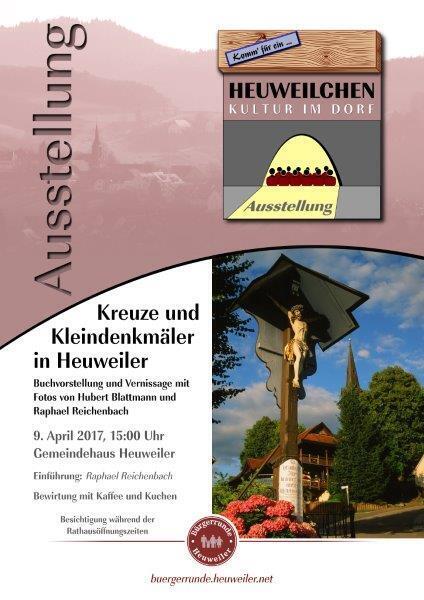 Ausstellung
Komm' für ein ...
HEUWEILCHEN
KULTUR IM DORF
Ausstellung
Kreuze und
Kleindenkmäler
in Heuweiler
Buchvorstellung und Vernissage mit
Fotos von Hubert Blattmann und
Raphael Reichenbach
9. April 2017, 15:00 Uhr
Gemeindehaus Heuweiler
Einführung: Raphael Reichenbach
Bewirtung mit Kaffee und Kuchen
Besichtigung während der
Rathausöffnungszeiten
Bürgerrunde
Heuweiler
buergerrunde.heuweiler.net